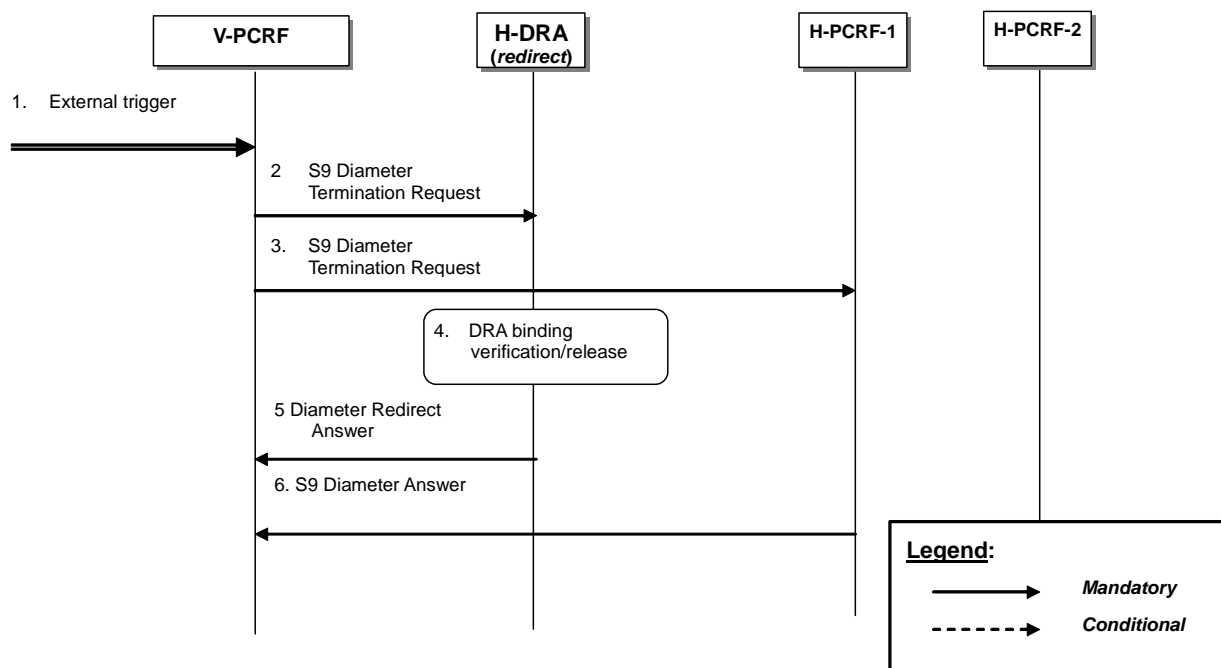 V-PCRF
H-DRA
(redirect)
H-PCRF-1
H-PCRF-2
1. External trigger
2 S9 Diameter
Termination Request
3. S9 Diameter
Termination Request
4. DRA binding
verification/release
5 Diameter Redirect
Answer
6. S9 Diameter Answer
Legend:
Mandatory
Conditional